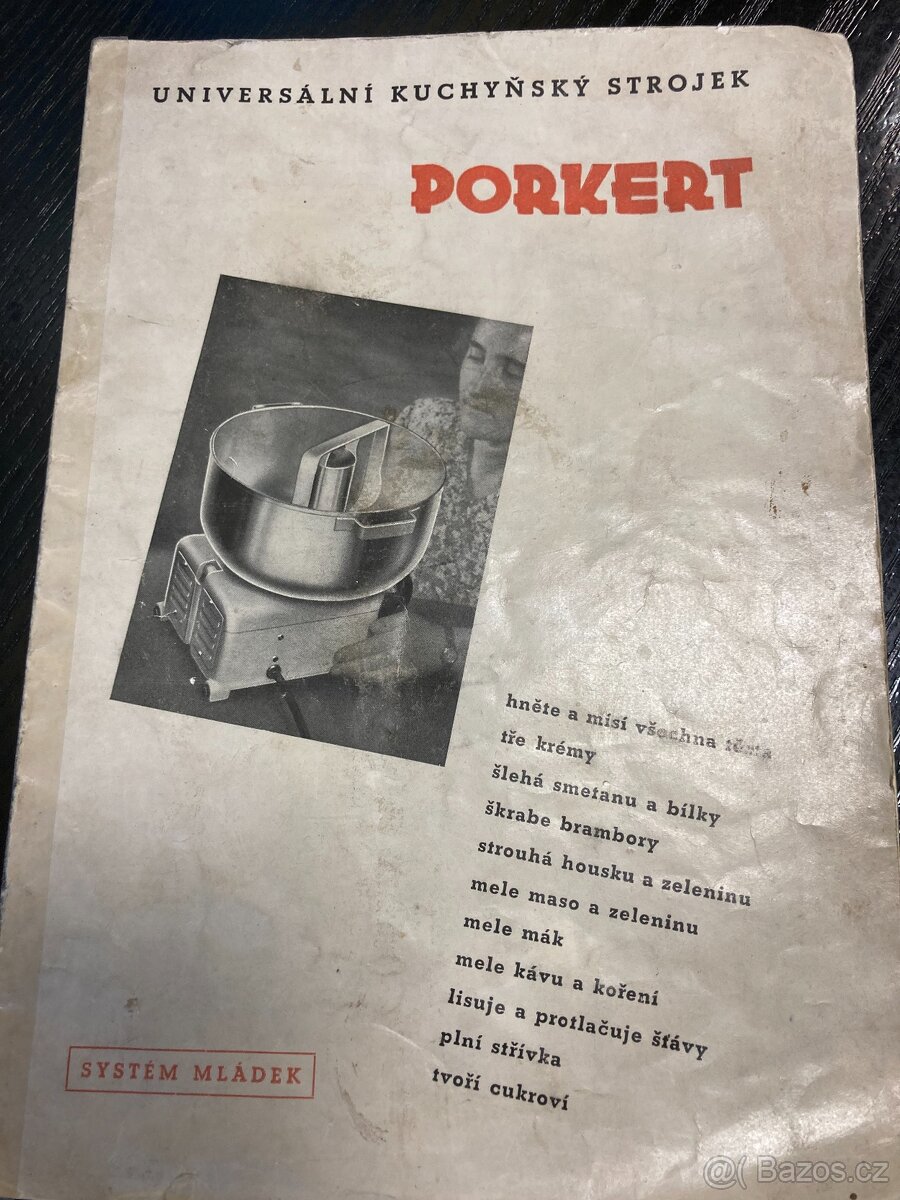 UNIVERSÁLNÍ KUCHYŇSKÝ STROJEK
PORKERT
hněte a mísí všechna těsta
tře krémy
šlehá smetanu a bílky
škrabe brambory
strouhá housku a zeleninu
mele maso a zeleninu
mele mák
mele kávu a koření
lisuje a protlačuje šťávy
plní střívka
tvoří cukroví
SYSTÉM MLÁDEK
@( Bazos.cz